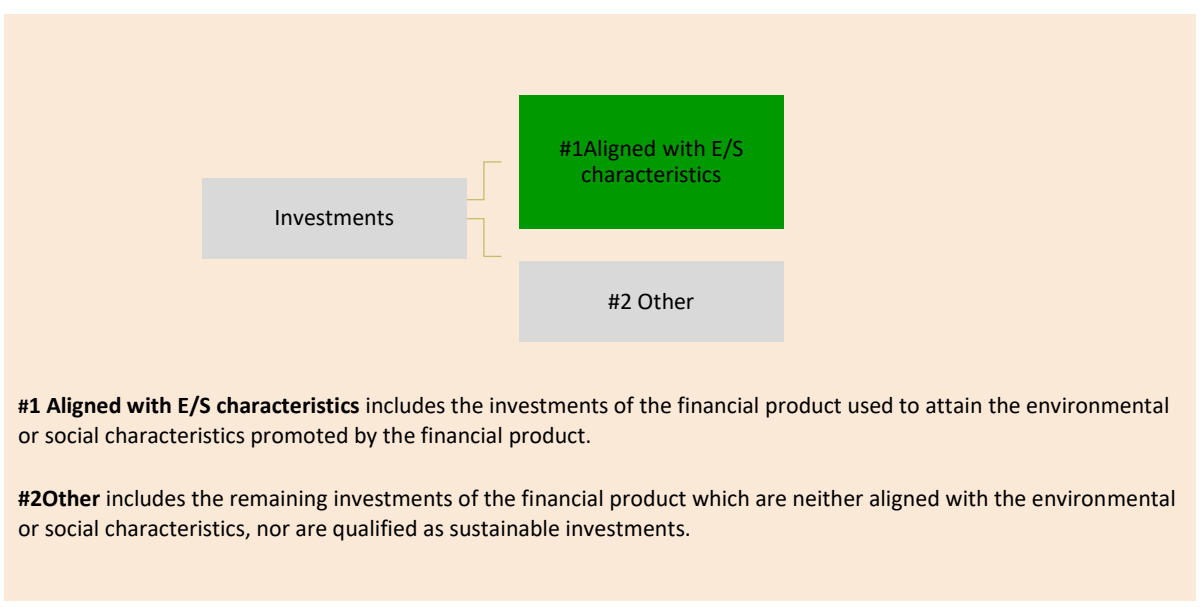 #1Aligned with E/S
characteristics
Investments
#2 Other
#1 Aligned with E/S characteristics includes the investments of the financial product used to attain the environmental
or social characteristics promoted by the financial product.
#2Other includes the remaining investments of the financial product which are neither aligned with the environmental
or social characteristics, nor are qualified as sustainable investments.